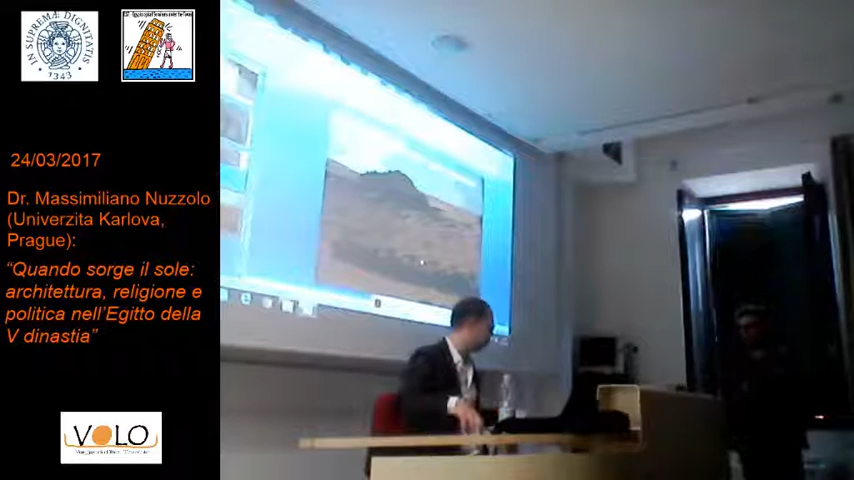 IN SUPREMÆ DIGNITATIS
1343
24/03/2017
Dr. Massimiliano Nuzzolo
(Univerzita Karlova,
Prague):
“Quando sorge il sole:
architettura, religione e
politica nell’Egitto della
V dinastia”
VOLO